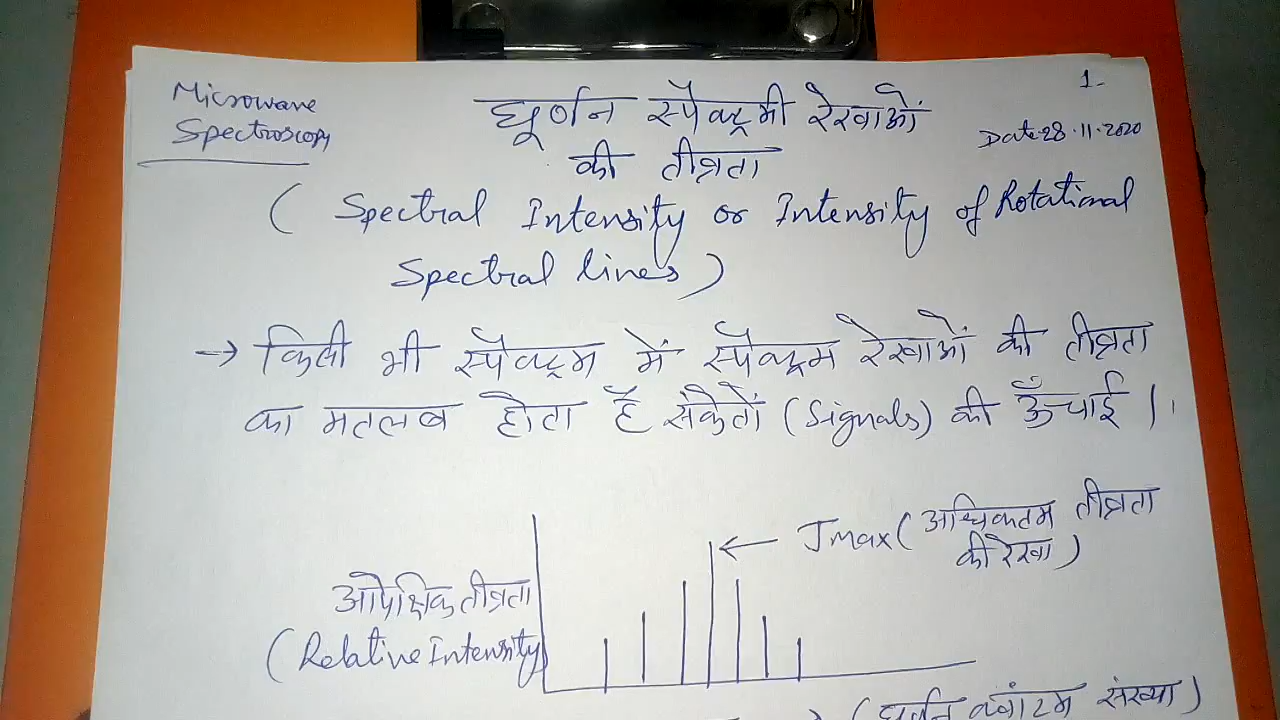 1-
Microwave
Spectroscopy
घूर्णन स्पैक्ट्रमी रेखाओं
Date 28.11.2020
की तीव्रता
( Spectral Intensity or Intensity of Rotational
Spectral lines )
→ किसी भी स्पैक्ट्रम में स्पैक्ट्रम रेखाओं की तीव्रता
का मतलब होता है संकेतों (Signals) की ऊँचाई ।
Jmax ( अधिकतम तीव्रता
की रेखा )
आपेक्षिक तीव्रता
( Relative Intensity
( घूर्णन क्वांटम संख्या )